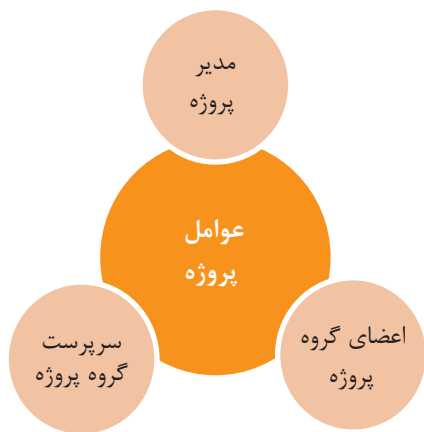 مدیر
پروژه
عوامل
پروژه
اعضای گروه
پروژه
سرپرست
گروه پروژه